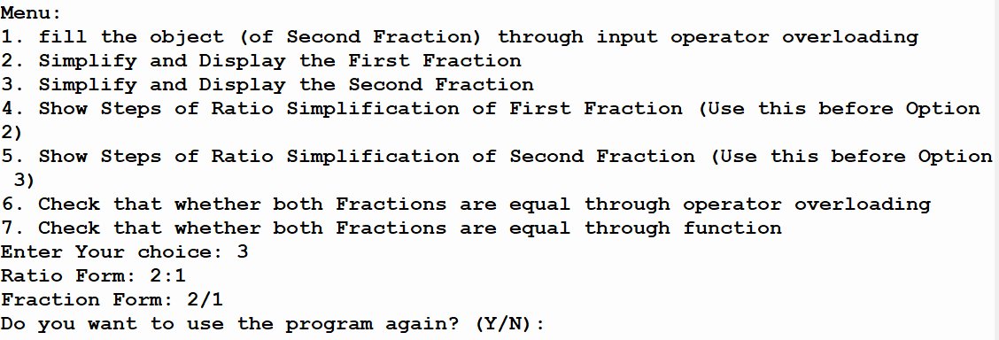 Menu:
1. fill the object (of Second Fraction) through input operator overloading
2. Simplify and Display the First Fraction
3. Simplify and Display the Second Fraction
4. Show Steps of Ratio Simplification of First Fraction (Use this before Option
2)
5. Show Steps of Ratio Simplification of Second Fraction (Use this before Option
 3)
6. Check that whether both Fractions are equal through operator overloading
7. Check that whether both Fractions are equal through function
Enter Your choice: 3
Ratio Form: 2:1
Fraction Form: 2/1
Do you want to use the program again? (Y/N):